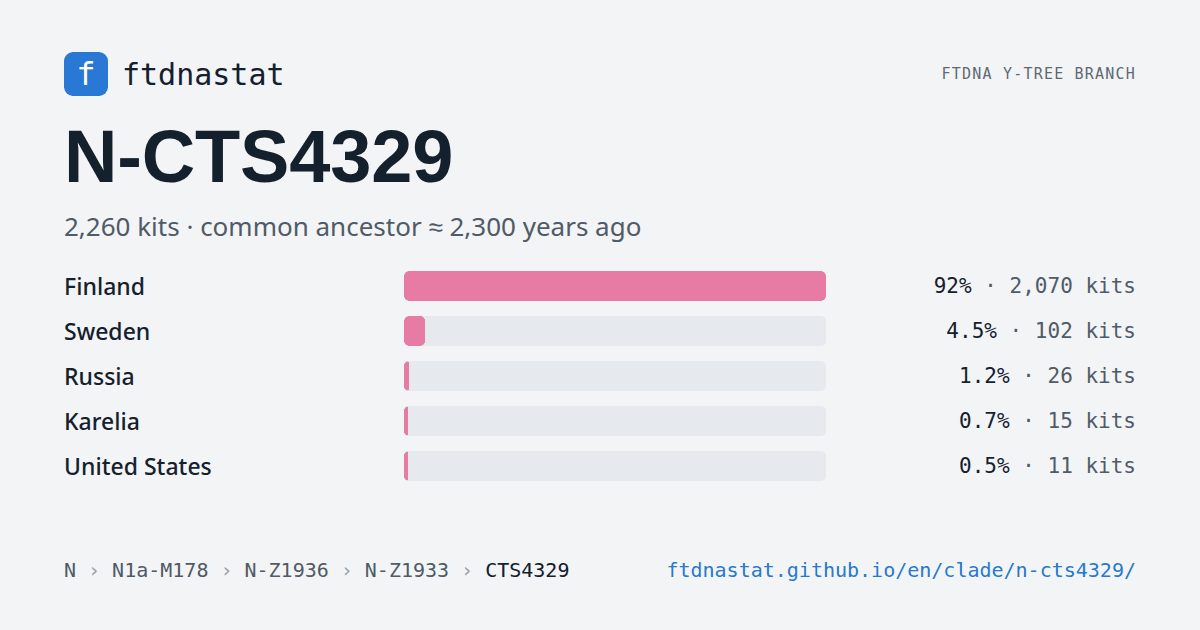 f ftdnastat
FTDNA Y-TREE BRANCH
N-CTS4329
2,260 kits · common ancestor ≈ 2,300 years ago
Finland 92% · 2,070 kits
Sweden 4.5% · 102 kits
Russia 1.2% · 26 kits
Karelia 0.7% · 15 kits
United States 0.5% · 11 kits
N › N1a-M178 › N-Z1936 › N-Z1933 › CTS4329
ftdnastat.github.io/en/clade/n-cts4329/